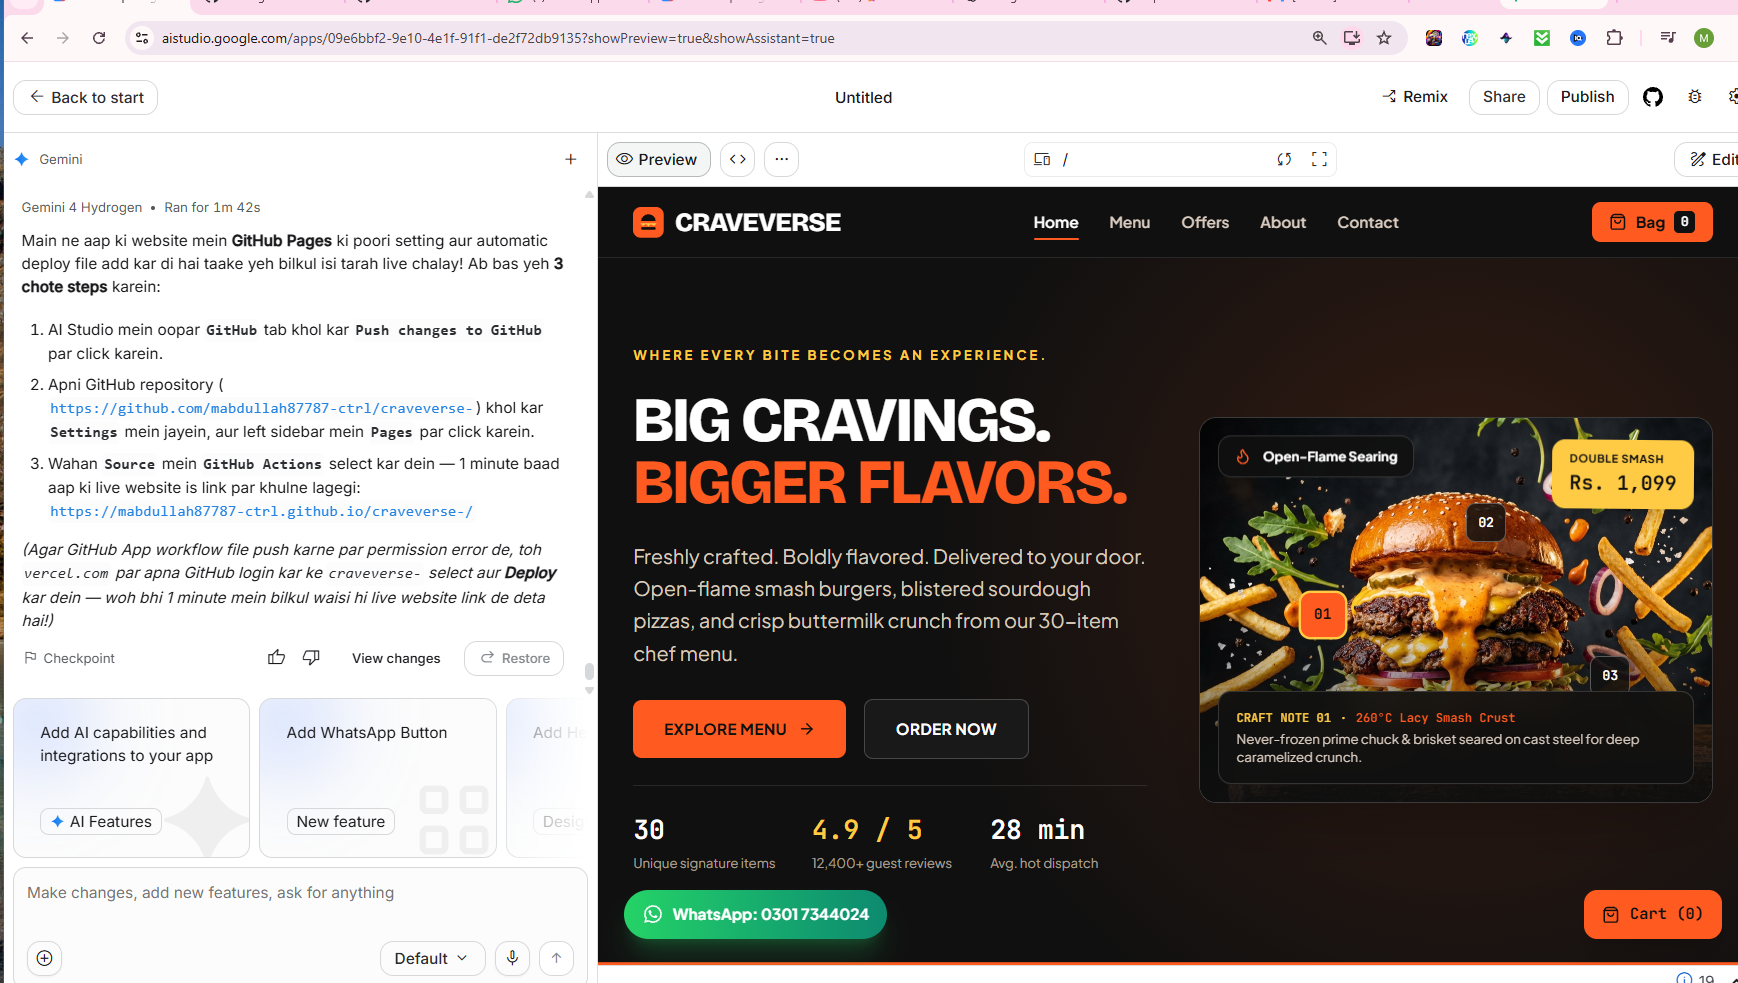 aistudio.google.com/apps/09e6bbf2-9e10-4e1f-91f1-de2f72db9135?showPreview=true&showAssistant=true
M
Back to start
Untitled
Remix
Share
Publish
Gemini
Preview
/
Edit
Gemini 4 Hydrogen • Ran for 1m 42s
Main ne aap ki website mein GitHub Pages ki poori setting aur automatic
deploy file add kar di hai taake yeh bilkul isi tarah live chalay! Ab bas yeh 3
chote steps karein:
1. AI Studio mein oopar GitHub tab khol kar Push changes to GitHub
par click karein.
2. Apni GitHub repository (
https://github.com/mabdullah87787-ctrl/craveverse- ) khol kar
Settings mein jayein, aur left sidebar mein Pages par click karein.
3. Wahan Source mein GitHub Actions select kar dein — 1 minute baad
aap ki live website is link par khulne lagegi:
https://mabdullah87787-ctrl.github.io/craveverse-/
(Agar GitHub App workflow file push karne par permission error de, toh
vercel.com par apna GitHub login kar ke craveverse- select aur Deploy
kar dein — woh bhi 1 minute mein bilkul waisi hi live website link de deta
hai!)
Checkpoint
View changes
Restore
Add AI capabilities and
integrations to your app
AI Features
Add WhatsApp Button
New feature
Add He
Desig
Make changes, add new features, ask for anything
Default
CRAVEVERSE
Home
Menu
Offers
About
Contact
Bag 0
WHERE EVERY BITE BECOMES AN EXPERIENCE.
BIG CRAVINGS.
BIGGER FLAVORS.
Freshly crafted. Boldly flavored. Delivered to your door.
Open-flame smash burgers, blistered sourdough
pizzas, and crisp buttermilk crunch from our 30-item
chef menu.
EXPLORE MENU
ORDER NOW
30
Unique signature items
4.9 / 5
12,400+ guest reviews
28 min
Avg. hot dispatch
WhatsApp: 0301 7344024
Open-Flame Searing
DOUBLE SMASH
Rs. 1,099
02
01
03
CRAFT NOTE 01 · 260°C Lacy Smash Crust
Never-frozen prime chuck & brisket seared on cast steel for deep
caramelized crunch.
Cart (0)
19